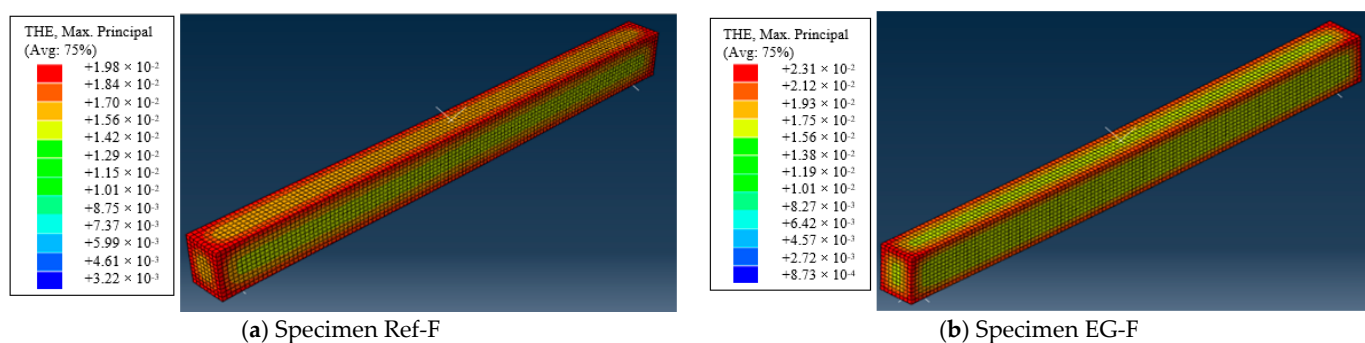 THE, Max. Principal
(Avg: 75%)
+1.98 × 10⁻²
+1.84 × 10⁻²
+1.70 × 10⁻²
+1.56 × 10⁻²
+1.42 × 10⁻²
+1.29 × 10⁻²
+1.15 × 10⁻²
+1.01 × 10⁻²
+8.75 × 10⁻³
+7.37 × 10⁻³
+5.99 × 10⁻³
+4.61 × 10⁻³
+3.22 × 10⁻³
(a) Specimen Ref-F
THE, Max. Principal
(Avg: 75%)
+2.31 × 10⁻²
+2.12 × 10⁻²
+1.93 × 10⁻²
+1.75 × 10⁻²
+1.56 × 10⁻²
+1.38 × 10⁻²
+1.19 × 10⁻²
+1.01 × 10⁻²
+8.27 × 10⁻³
+6.42 × 10⁻³
+4.57 × 10⁻³
+2.72 × 10⁻³
+8.73 × 10⁻⁴
(b) Specimen EG-F